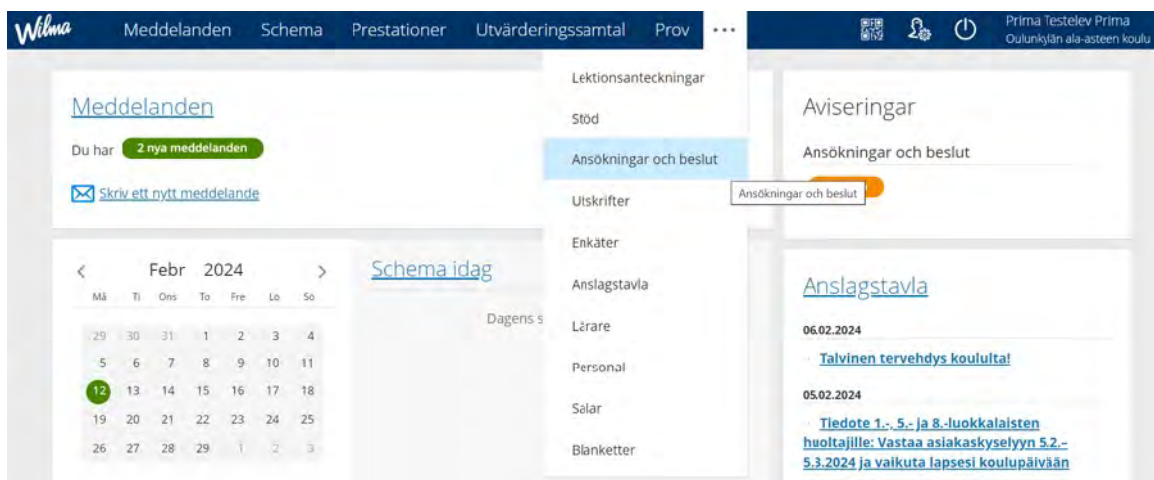 Wilma Meddelanden Schema Prestationer Utvärderingssamtal Prov ...
Prima Testelev Prima
Oulunkylän ala-asteen koulu
Meddelanden
Du har 2 nya meddelanden
Skriv ett nytt meddelande
Lektionsanteckningar
Stöd
Ansökningar och beslut
Utskrifter
Enkäter
Anslagstavla
Lärare
Personal
Salar
Blanketter
Ansökningar och beslut
Aviseringar
Ansökningar och beslut
< Febr 2024 >
Må Ti Ons To Fre Lo So
29 30 31 1 2 3 4
5 6 7 8 9 10 11
12 13 14 15 16 17 18
19 20 21 22 23 24 25
26 27 28 29 1 2 3
Schema idag
Dagens s
Anslagstavla
06.02.2024
Talvinen tervehdys koululta!
05.02.2024
Tiedote 1.-, 5.- ja 8.-luokkalaisten
huoltajille: Vastaa asiakaskyselyyn 5.2.–
5.3.2024 ja vaikuta lapsesi koulupäivään